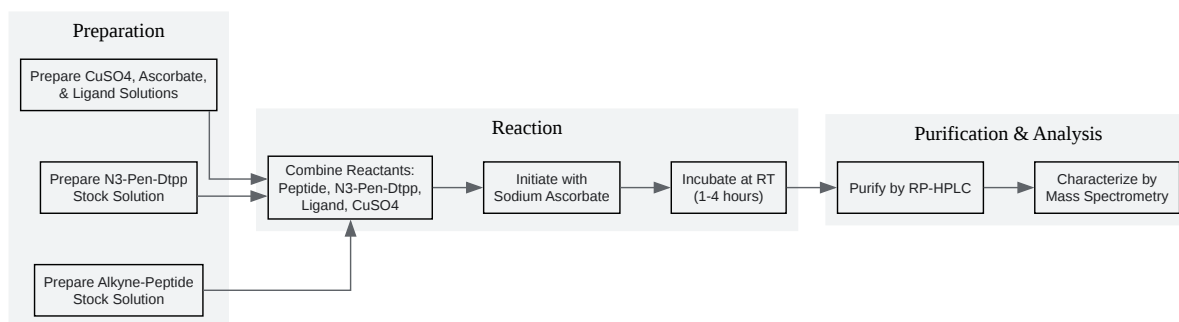 Preparation
Prepare CuSO4, Ascorbate,
& Ligand Solutions
Prepare N3-Pen-Dtpp
Stock Solution
Prepare Alkyne-Peptide
Stock Solution
Reaction
Combine Reactants:
Peptide, N3-Pen-Dtpp,
Ligand, CuSO4
Initiate with
Sodium Ascorbate
Incubate at RT
(1-4 hours)
Purification & Analysis
Purify by RP-HPLC
Characterize by
Mass Spectrometry